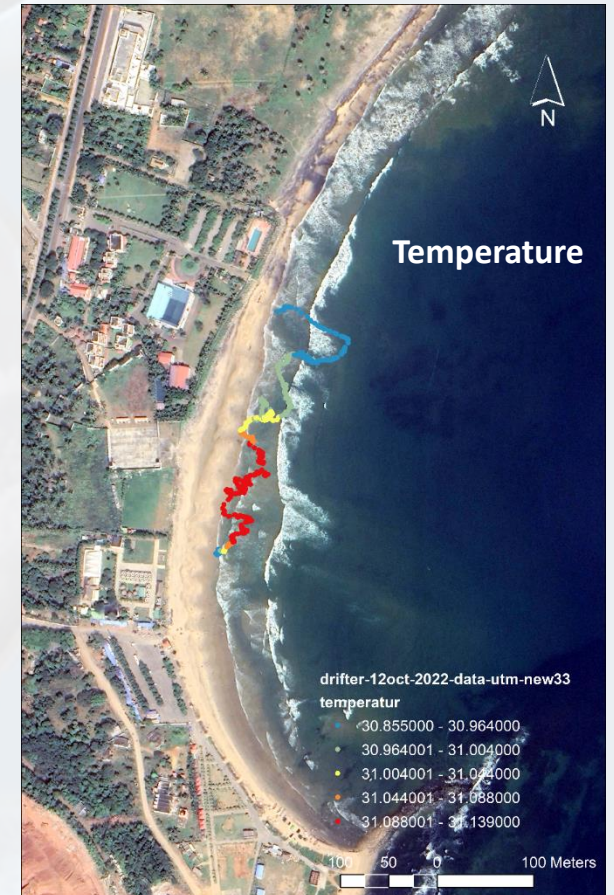 N
Temperature
drifter-12oct-2022-data-utm-new33
temperatur
30.855000 - 30.964000
30.964001 - 31.004000
31.004001 - 31.044000
31.044001 - 31.088000
31.088001 - 31.139000
100 50 0 100 Meters